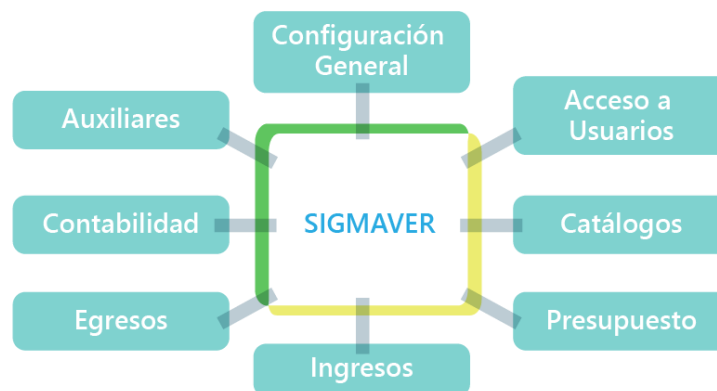 Configuración
General
Auxiliares
Acceso a
Usuarios
Contabilidad
SIGMAVER
Catálogos
Egresos
Presupuesto
Ingresos